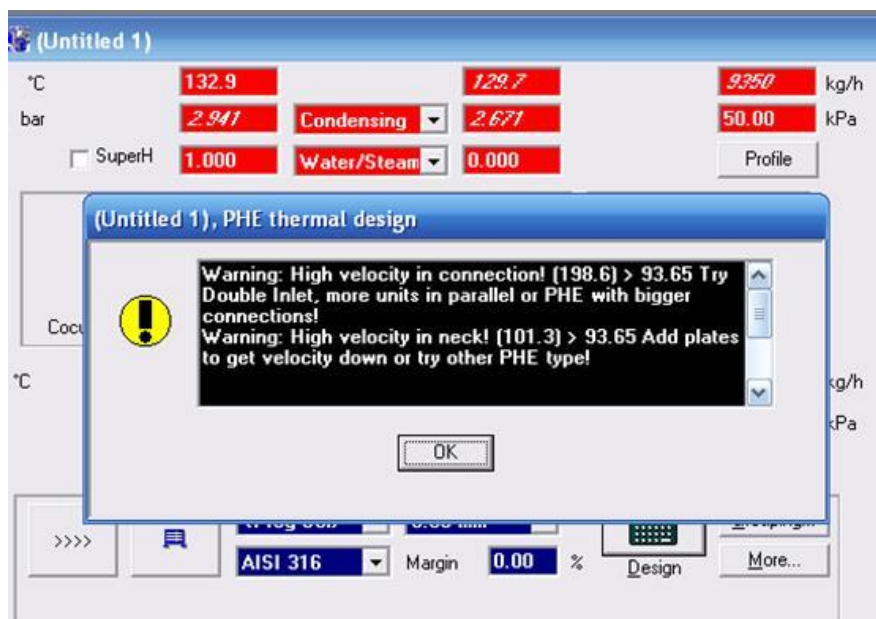 (Untitled 1)
°C 132.9 129.7 9350 kg/h
bar 2.941 Condensing 2.671 50.00 kPa
SuperH 1.000 Water/Steam 0.000 Profile
(Untitled 1), PHE thermal design
Warning: High velocity in connection! (198.6) > 93.65 Try
Double Inlet, more units in parallel or PHE with bigger
connections!
Warning: High velocity in neck! (101.3) > 93.65 Add plates
to get velocity down or try other PHE type!
°C kg/h
kPa
OK
>>>>
AISI 316 Margin 0.00 % Design More...